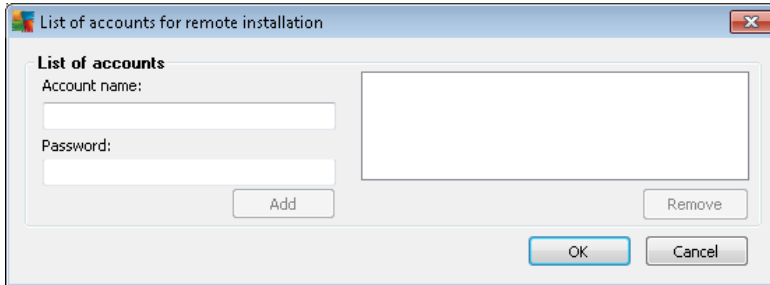 List of accounts for remote installation
List of accounts
Account name:
Password:
Add
Remove
OK
Cancel